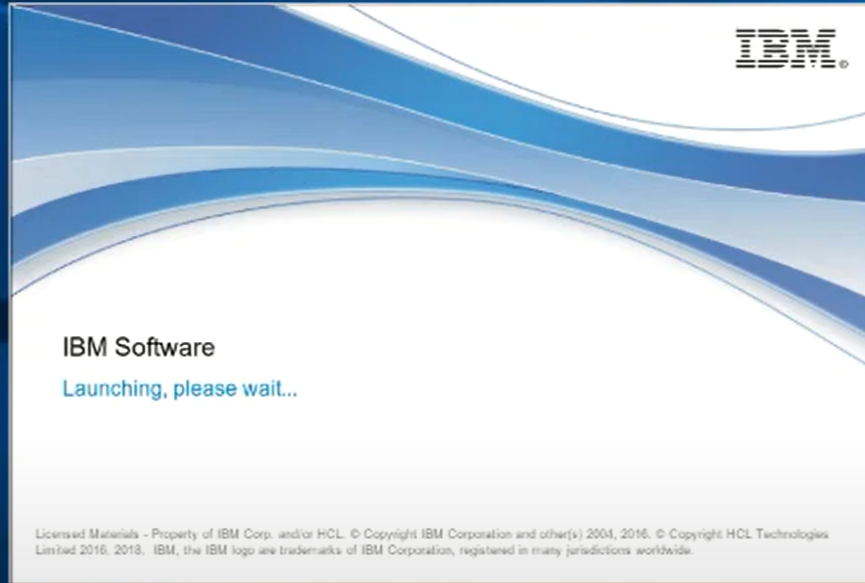 IBM®
IBM Software
Launching, please wait...
Licensed Materials - Property of IBM Corp. and/or HCL. © Copyright IBM Corporation and other(s) 2004, 2016. © Copyright HCL Technologies
Limited 2016, 2018.  IBM, the IBM logo are trademarks of IBM Corporation, registered in many jurisdictions worldwide.